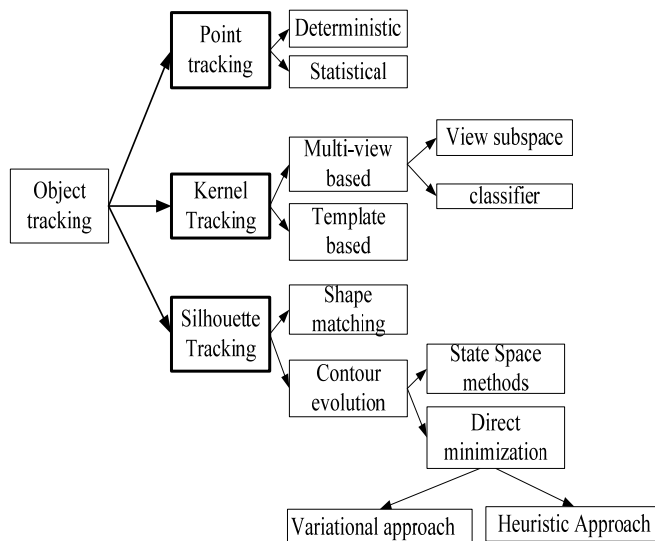 Point
tracking
Deterministic
Statistical
Object
tracking
Kernel
Tracking
Multi-view
based
View subspace
classifier
Template
based
Silhouette
Tracking
Shape
matching
Contour
evolution
State Space
methods
Direct
minimization
Variational approach
Heuristic Approach